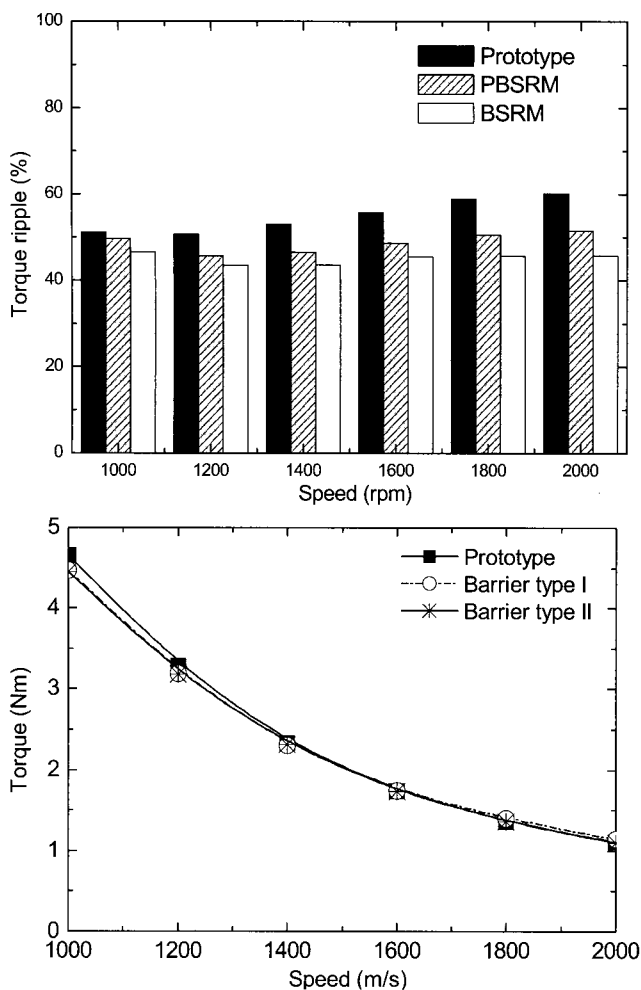 100
80
60
40
20
0
Torque ripple (%)
Prototype
PBSRM
BSRM
1000 1200 1400 1600 1800 2000
Speed (rpm)
5
4
3
2
1
0
Torque (Nm)
Prototype
Barrier type I
Barrier type II
1000 1200 1400 1600 1800 2000
Speed (m/s)